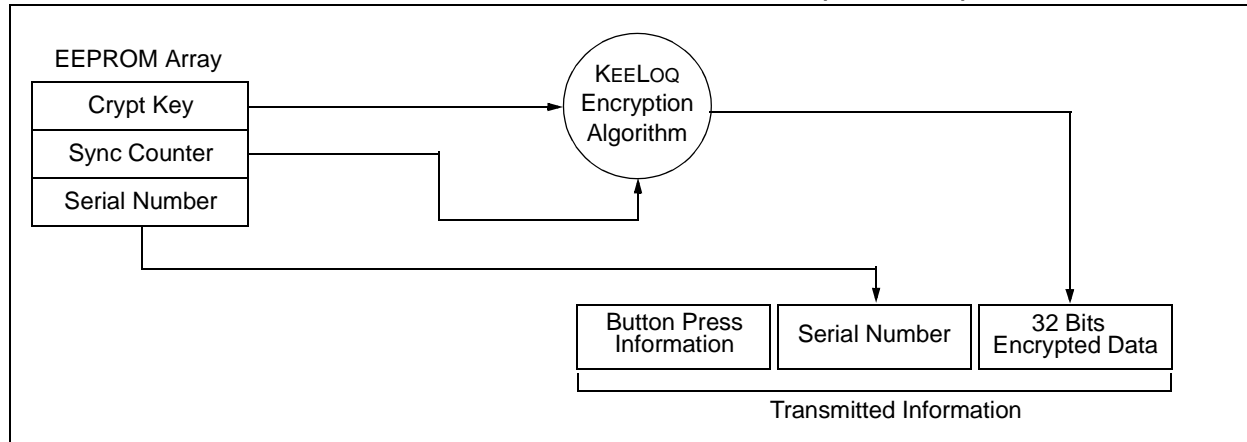 EEPROM Array
Crypt Key
Sync Counter
Serial Number
KEELOQ
Encryption
Algorithm
Button Press
Information
Serial Number
32 Bits
Encrypted Data
Transmitted Information